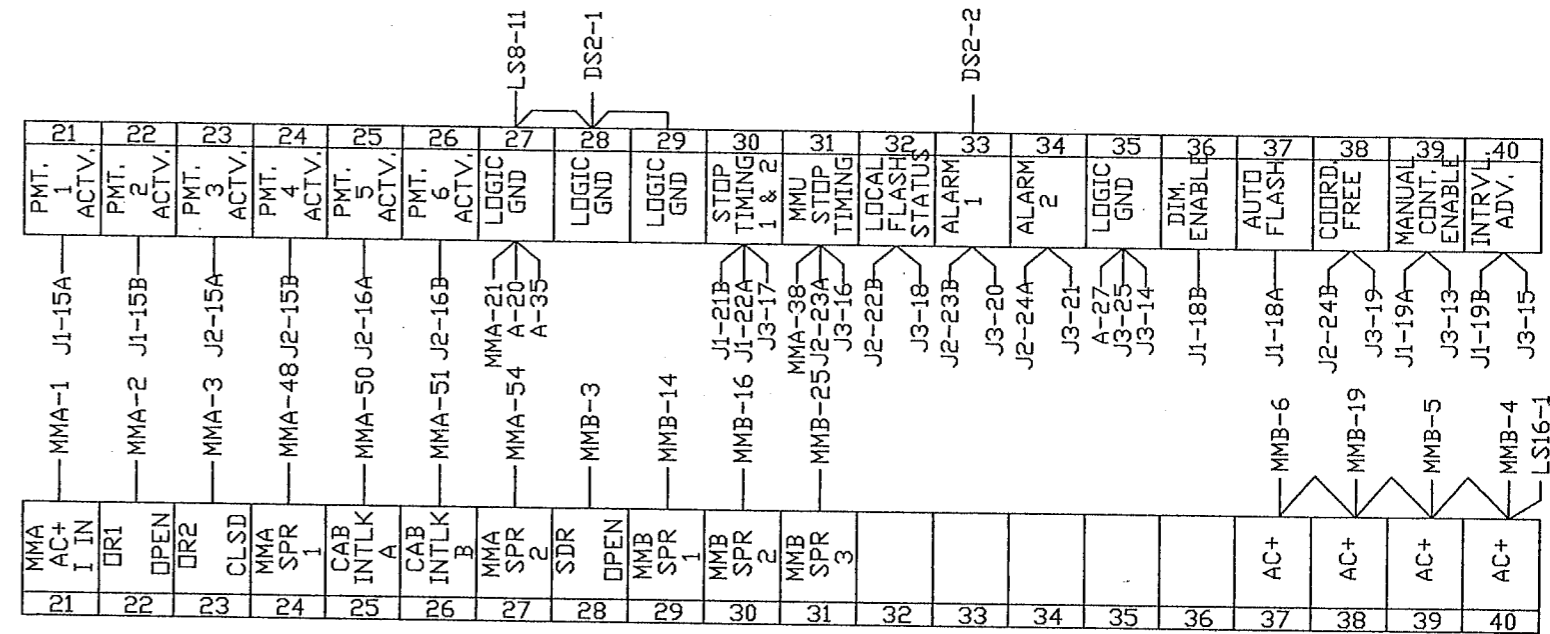 LS8-11
DS2-1
DS2-2
21 22 23 24 25 26 27 28 29 30 31 32 33 34 35 36 37 38 39 40
PMT. 1 ACTV.
PMT. 2 ACTV.
PMT. 3 ACTV.
PMT. 4 ACTV.
PMT. 5 ACTV.
PMT. 6 ACTV.
LOGIC GND
LOGIC GND
LOGIC GND
STOP TIMING 1 & 2
MMU STOP TIMING
LOCAL FLASH STATUS
ALARM 1
ALARM 2
LOGIC GND
DIM. ENABLE
AUTO FLASH
COORD. FREE
MANUAL CONT. ENABLE
INTRVL. ADV.
J1-15A
J1-15B
J2-15A
J2-15B
J2-16A
J2-16B
MMA-21
A-20
A-35
J1-21B
J1-22A
J3-17
MMA-38
J2-23A
J3-16
J2-22B
J3-18
J2-23B
J3-20
J2-24A
J3-21
A-27
J3-25
J3-14
J1-18B
J1-18A
J2-24B
J3-19
J1-19A
J3-13
J1-19B
J3-15
MMA-1
MMA-2
MMA-3
MMA-48
MMA-50
MMA-51
MMA-54
MMB-3
MMB-14
MMB-16
MMB-25
MMB-6
MMB-19
MMB-5
MMB-4
LS16-1
MMA AC+ I IN
OR1 OPEN
OR2 CLSD
MMA SPR 1
CAB INTLK A
CAB INTLK B
MMA SPR 2
SDR OPEN
MMB SPR 1
MMB SPR 2
MMB SPR 3
AC+
AC+
AC+
AC+
21 22 23 24 25 26 27 28 29 30 31 32 33 34 35 36 37 38 39 40